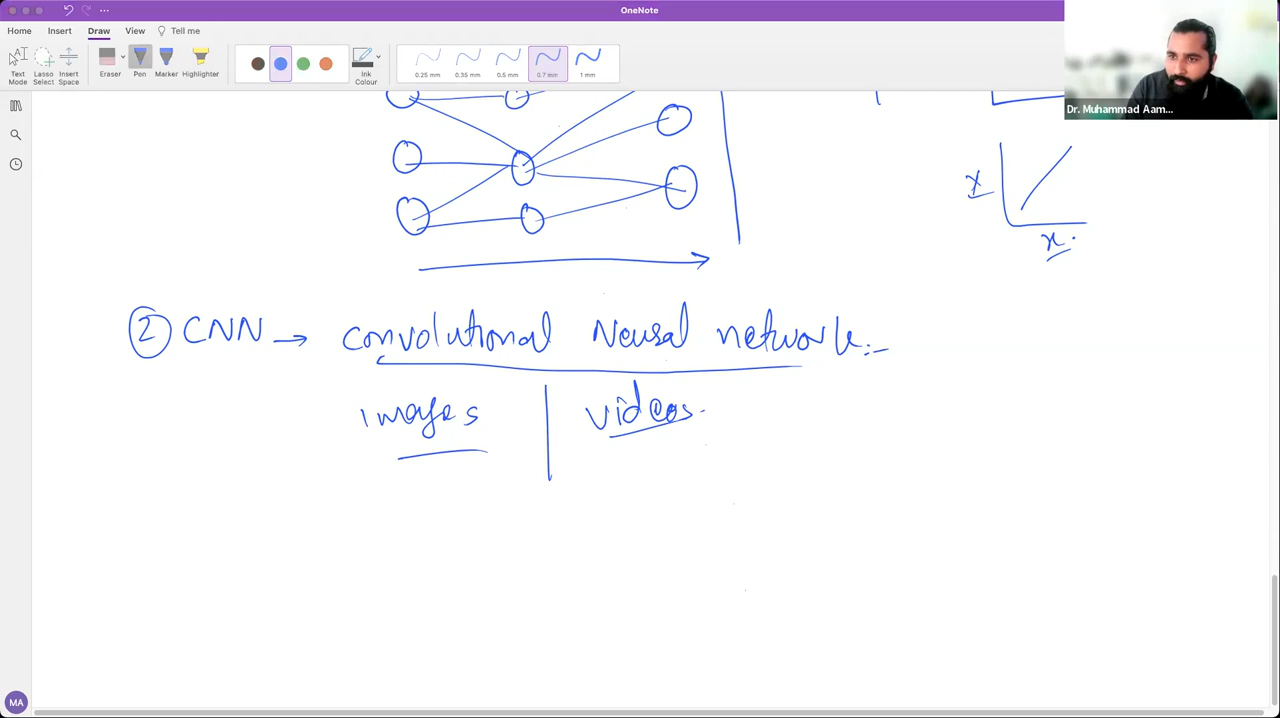 OneNote
Home Insert Draw View Tell me
Text Mode Lasso Select Insert Space Eraser Pen Marker Highlighter Ink Colour 0.25 mm 0.35 mm 0.5 mm 0.7 mm 1 mm
Dr. Muhammad Aam...
x.
② CNN → Convolutional Neural network:-
images | videos.
MA